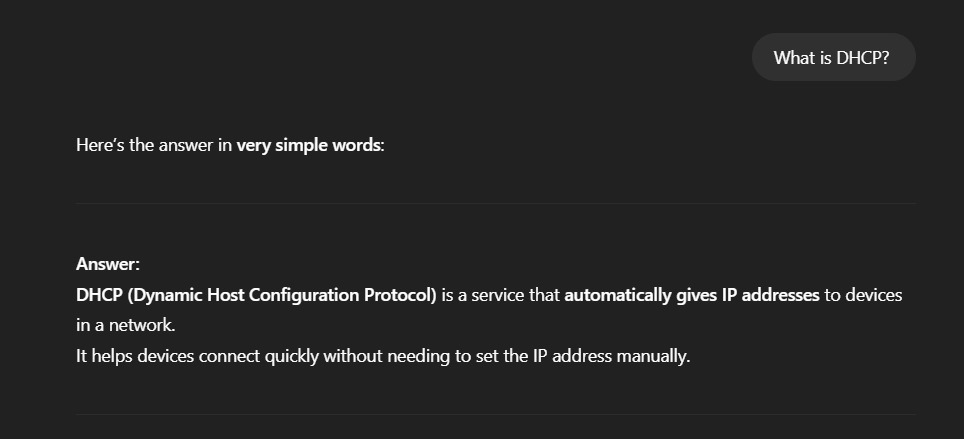 What is DHCP?
Here’s the answer in very simple words:
Answer:
DHCP (Dynamic Host Configuration Protocol) is a service that automatically gives IP addresses to devices
in a network.
It helps devices connect quickly without needing to set the IP address manually.